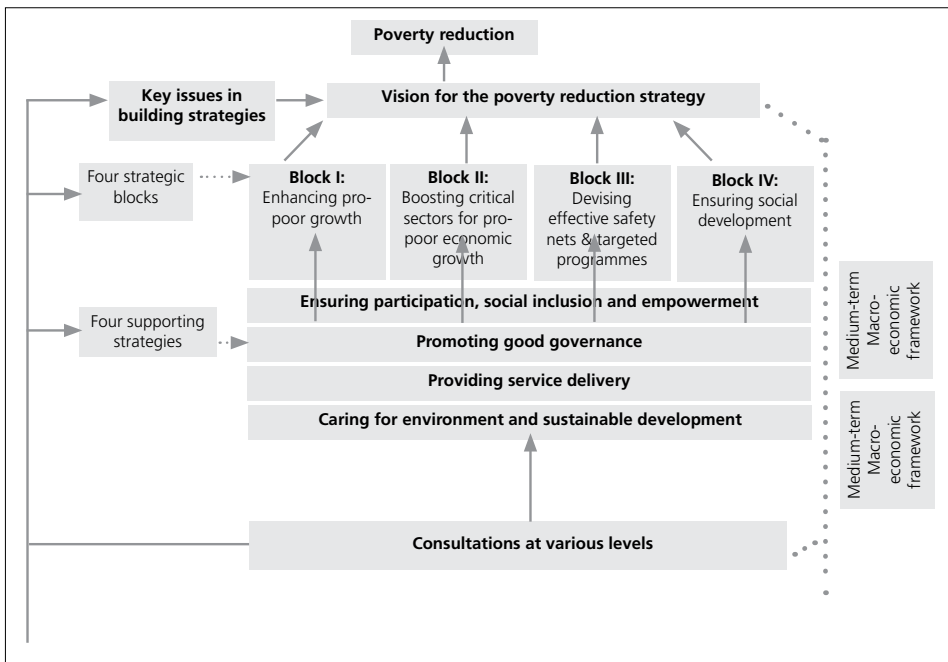 Poverty reduction
Key issues in
building strategies
Vision for the poverty reduction strategy
Four strategic
blocks
Block I:
Enhancing pro-
poor growth
Block II:
Boosting critical
sectors for pro-
poor economic
growth
Block III:
Devising
effective safety
nets & targeted
programmes
Block IV:
Ensuring social
development
Ensuring participation, social inclusion and empowerment
Four supporting
strategies
Promoting good governance
Providing service delivery
Caring for environment and sustainable development
Medium-term
Macro-
economic
framework
Medium-term
Macro-
economic
framework
Consultations at various levels